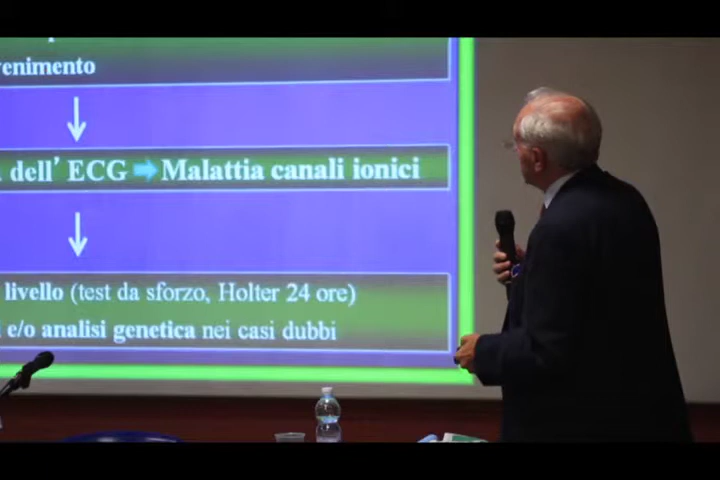 venimento
dell' ECG Malattia canali ionici
livello (test da sforzo, Holter 24 ore)
e/o analisi genetica nei casi dubbi